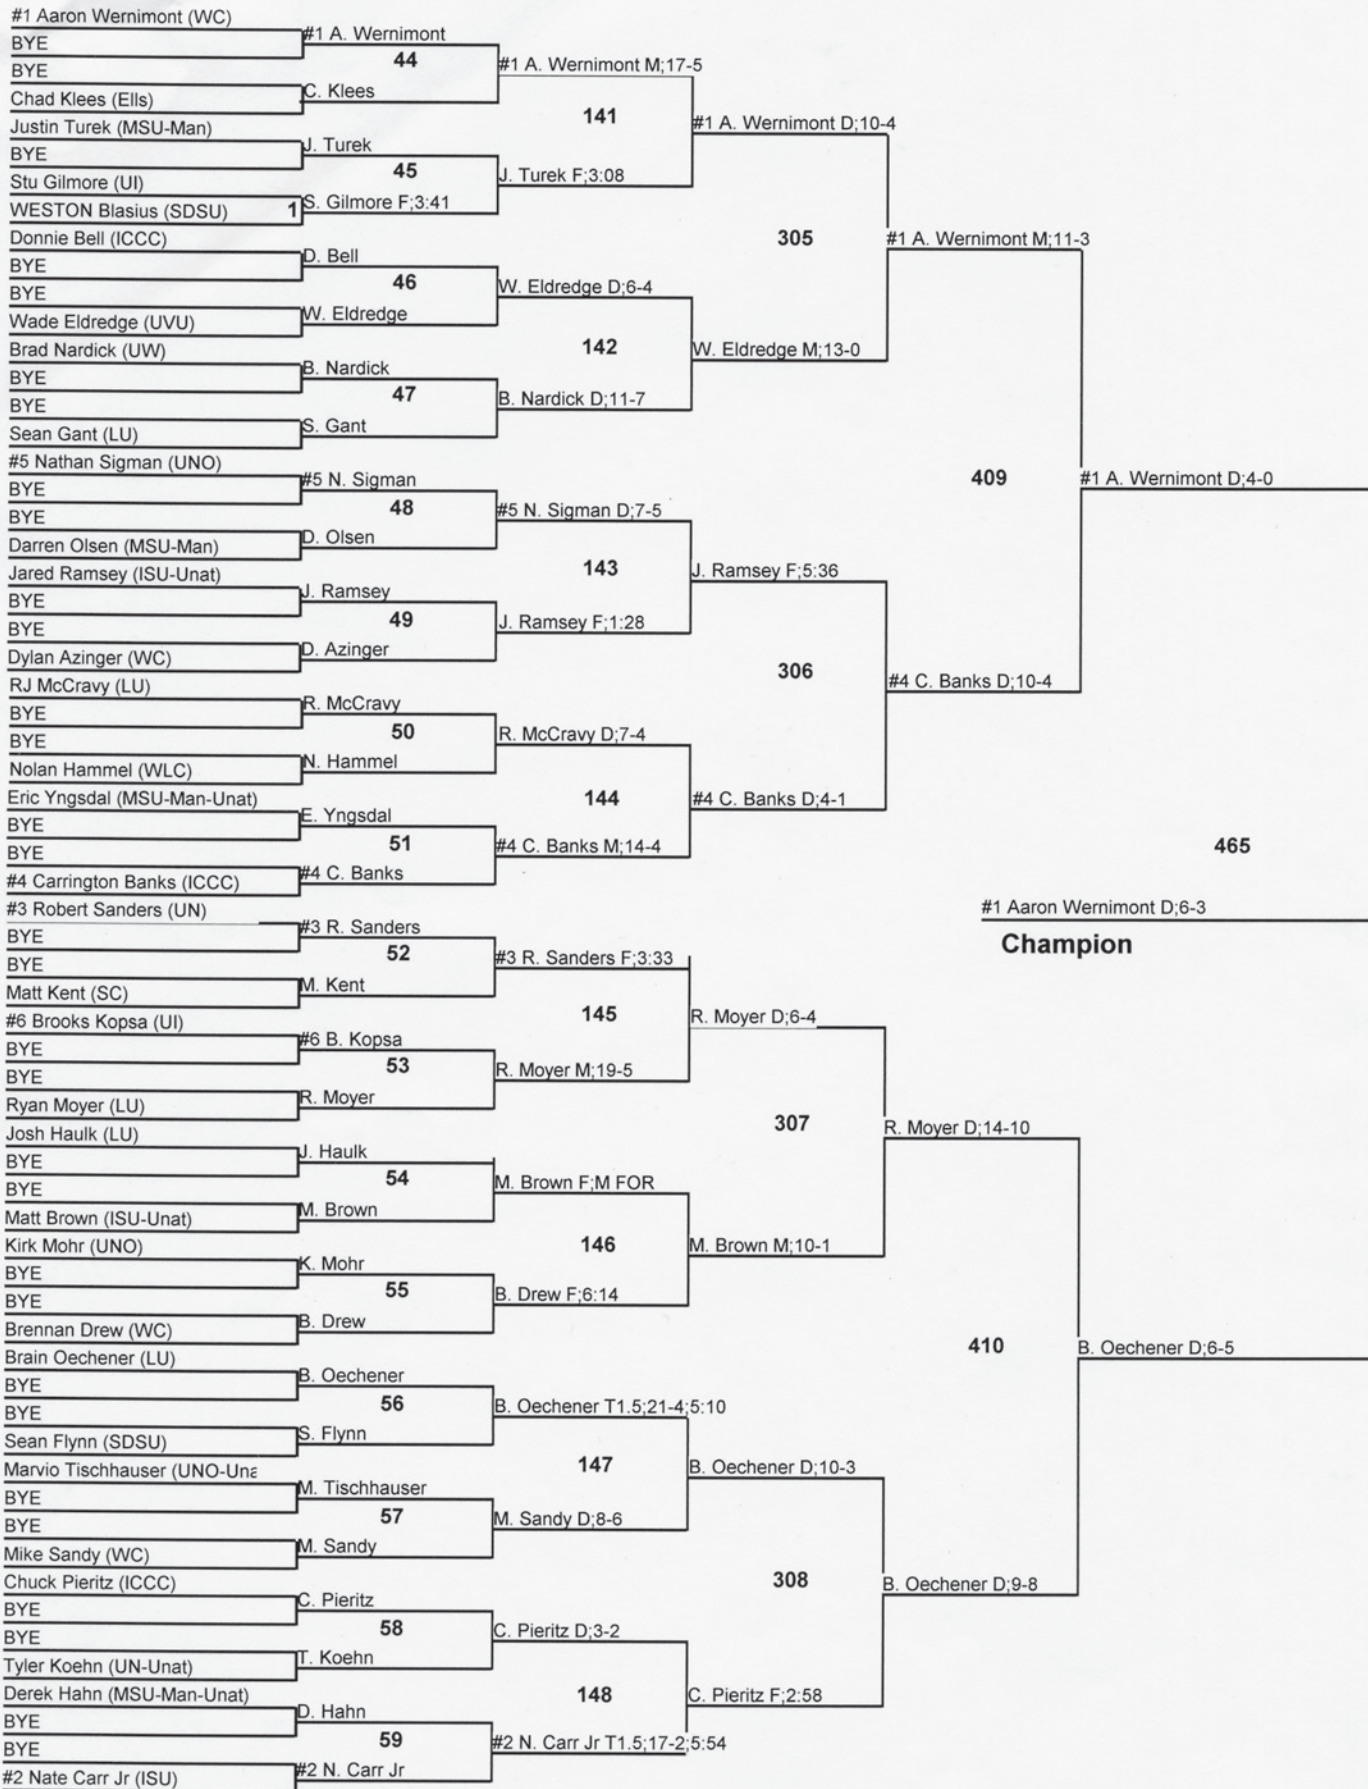 #1 Aaron Wernimont (WC)
BYE
BYE
Chad Klees (Ells)
Justin Turek (MSU-Man)
BYE
Stu Gilmore (UI)
WESTON Blasius (SDSU) 1
Donnie Bell (ICCC)
BYE
BYE
Wade Eldredge (UVU)
Brad Nardick (UW)
BYE
BYE
Sean Gant (LU)
#5 Nathan Sigman (UNO)
BYE
BYE
Darren Olsen (MSU-Man)
Jared Ramsey (ISU-Unat)
BYE
BYE
Dylan Azinger (WC)
RJ McCravy (LU)
BYE
BYE
Nolan Hammel (WLC)
Eric Yngsdal (MSU-Man-Unat)
BYE
BYE
#4 Carrington Banks (ICCC)
#3 Robert Sanders (UN)
BYE
BYE
Matt Kent (SC)
#6 Brooks Kopsa (UI)
BYE
BYE
Ryan Moyer (LU)
Josh Haulk (LU)
BYE
BYE
Matt Brown (ISU-Unat)
Kirk Mohr (UNO)
BYE
BYE
Brennan Drew (WC)
Brain Oechener (LU)
BYE
BYE
Sean Flynn (SDSU)
Marvio Tischhauser (UNO-Una
BYE
BYE
Mike Sandy (WC)
Chuck Pieritz (ICCC)
BYE
BYE
Tyler Koehn (UN-Unat)
Derek Hahn (MSU-Man-Unat)
BYE
BYE
#2 Nate Carr Jr (ISU)
#1 A. Wernimont
44
C. Klees
J. Turek
45
S. Gilmore F;3:41
D. Bell
46
W. Eldredge
B. Nardick
47
S. Gant
#5 N. Sigman
48
D. Olsen
J. Ramsey
49
D. Azinger
R. McCravy
50
N. Hammel
E. Yngsdal
51
#4 C. Banks
#3 R. Sanders
52
M. Kent
#6 B. Kopsa
53
R. Moyer
J. Haulk
54
M. Brown
K. Mohr
55
B. Drew
B. Oechener
56
S. Flynn
M. Tischhauser
57
M. Sandy
C. Pieritz
58
T. Koehn
D. Hahn
59
#2 N. Carr Jr
#1 A. Wernimont M;17-5
141
J. Turek F;3:08
W. Eldredge D;6-4
142
B. Nardick D;11-7
#5 N. Sigman D;7-5
143
J. Ramsey F;1:28
R. McCravy D;7-4
144
#4 C. Banks M;14-4
#3 R. Sanders F;3:33
145
R. Moyer M;19-5
M. Brown F;M FOR
146
B. Drew F;6:14
B. Oechener T1.5;21-4;5:10
147
M. Sandy D;8-6
C. Pieritz D;3-2
148
#2 N. Carr Jr T1.5;17-2;5:54
#1 A. Wernimont D;10-4
305
W. Eldredge M;13-0
J. Ramsey F;5:36
306
#4 C. Banks D;4-1
R. Moyer D;6-4
307
M. Brown M;10-1
B. Oechener D;10-3
308
C. Pieritz F;2:58
#1 A. Wernimont M;11-3
409
#4 C. Banks D;10-4
R. Moyer D;14-10
410
B. Oechener D;9-8
#1 A. Wernimont D;4-0
465
B. Oechener D;6-5
#1 Aaron Wernimont D;6-3
Champion